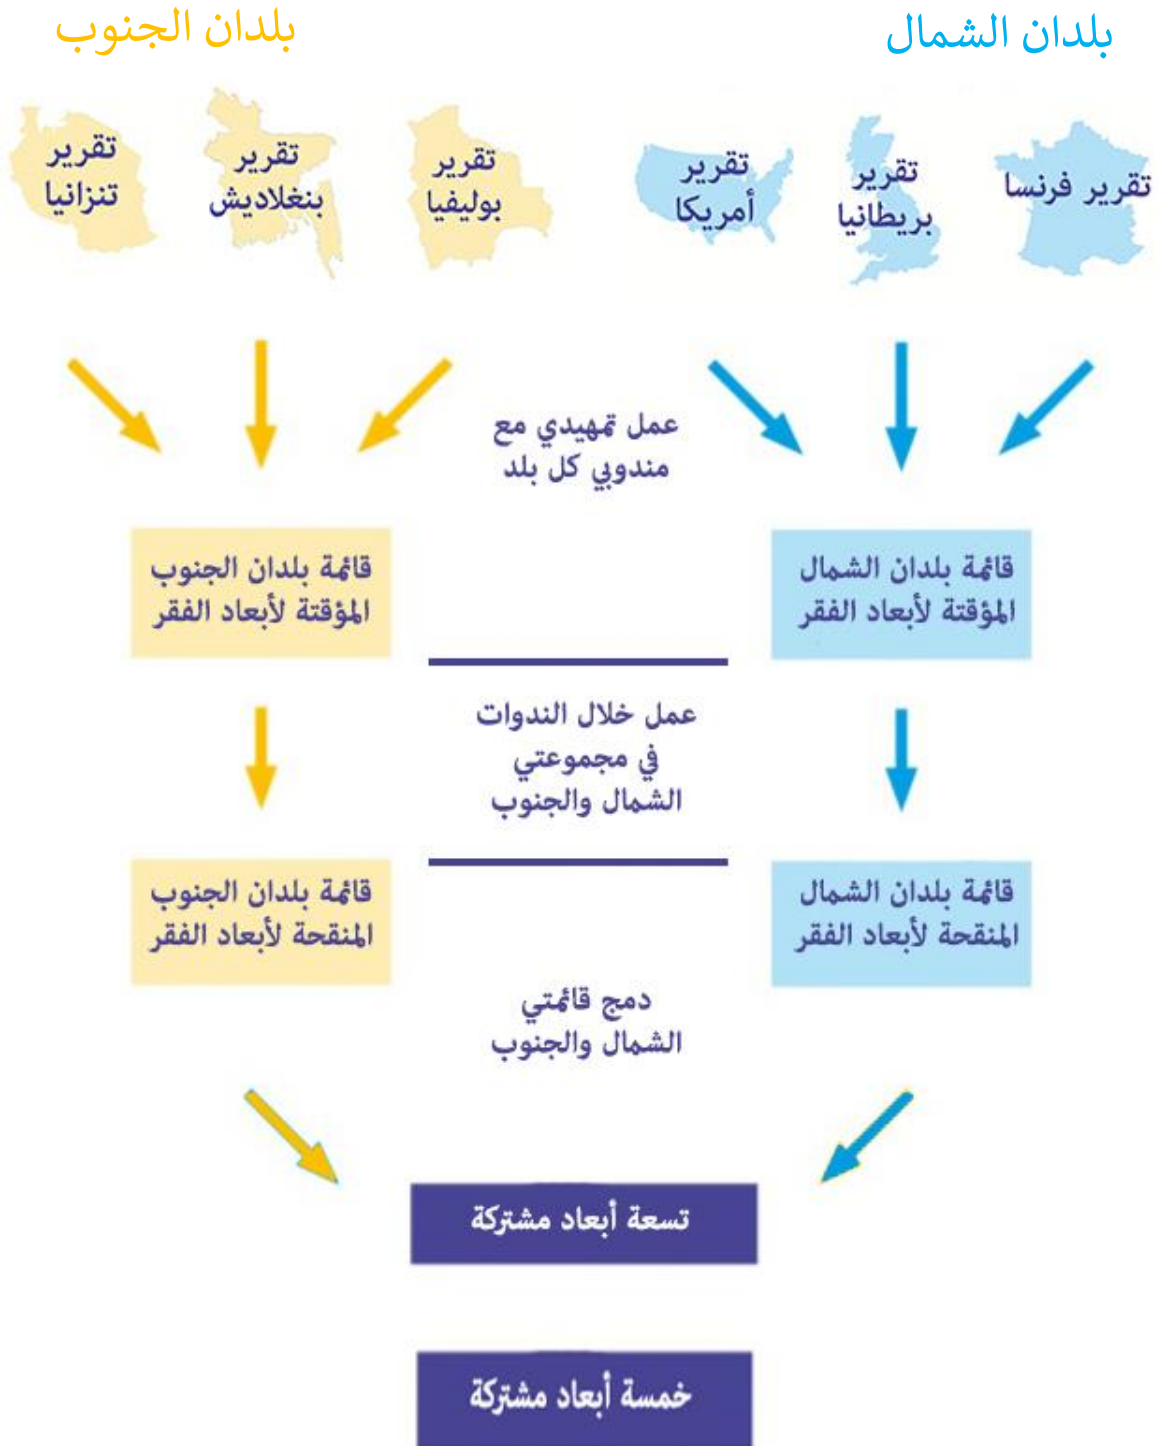 بلدان الشمال
بلدان الجنوب
تقرير فرنسا
تقرير
بريطانيا
تقرير
أمريكا
تقرير
بوليفيا
تقرير
بنغلاديش
تقرير
تنزانيا
عمل تمهيدي مع
مندوبي كل بلد
قائمة بلدان الشمال
المؤقتة لأبعاد الفقر
قائمة بلدان الجنوب
المؤقتة لأبعاد الفقر
عمل خلال الندوات
في مجموعتي
الشمال والجنوب
قائمة بلدان الشمال
المنقحة لأبعاد الفقر
قائمة بلدان الجنوب
المنقحة لأبعاد الفقر
دمج قائمتي
الشمال والجنوب
تسعة أبعاد مشتركة
خمسة أبعاد مشتركة